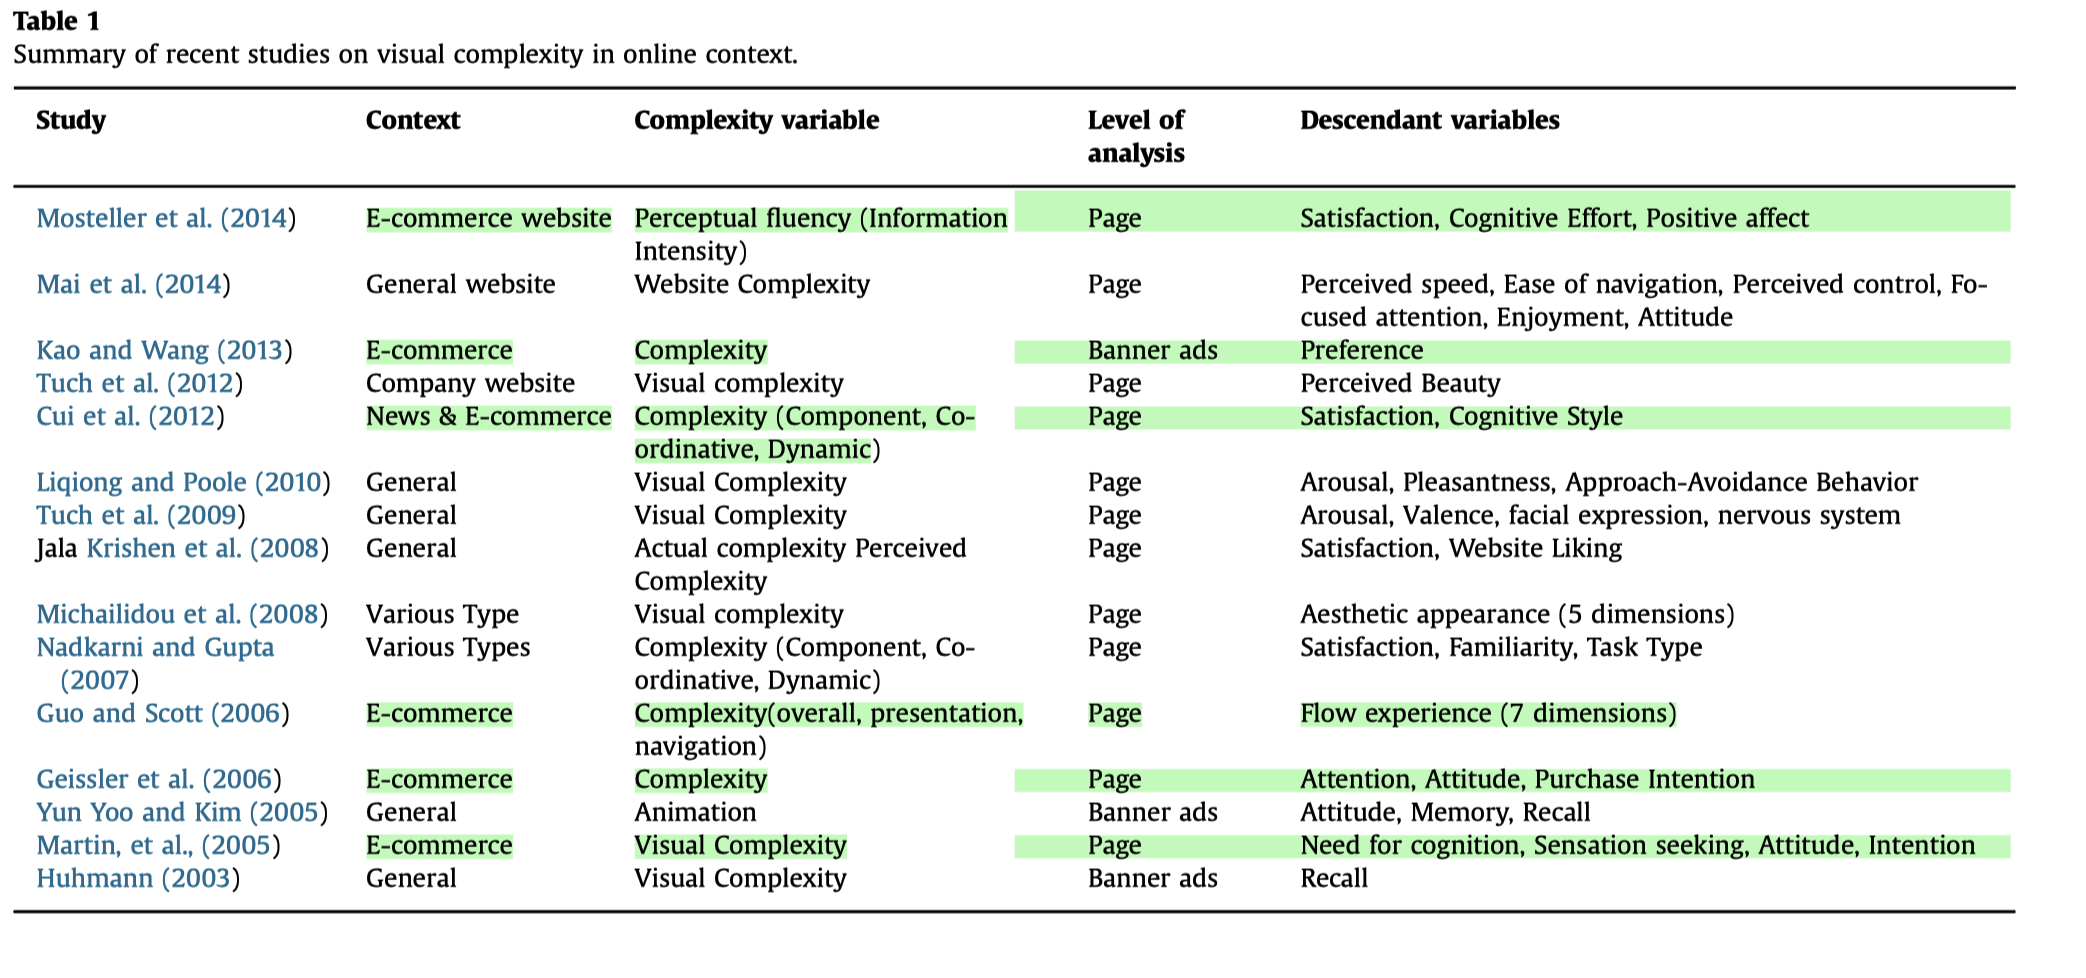 Table 1
Summary of recent studies on visual complexity in online context.
Study Context Complexity variable Level of analysis Descendant variables
Mosteller et al. (2014) E-commerce website Perceptual fluency (Information Page Satisfaction, Cognitive Effort, Positive affect
Intensity)
Mai et al. (2014) General website Website Complexity Page Perceived speed, Ease of navigation, Perceived control, Fo-
cused attention, Enjoyment, Attitude
Kao and Wang (2013) E-commerce Complexity Banner ads Preference
Tuch et al. (2012) Company website Visual complexity Page Perceived Beauty
Cui et al. (2012) News & E-commerce Complexity (Component, Co- Page Satisfaction, Cognitive Style
ordinative, Dynamic)
Liqiong and Poole (2010) General Visual Complexity Page Arousal, Pleasantness, Approach-Avoidance Behavior
Tuch et al. (2009) General Visual Complexity Page Arousal, Valence, facial expression, nervous system
Jala Krishen et al. (2008) General Actual complexity Perceived Page Satisfaction, Website Liking
Complexity
Michailidou et al. (2008) Various Type Visual complexity Page Aesthetic appearance (5 dimensions)
Nadkarni and Gupta Various Types Complexity (Component, Co- Page Satisfaction, Familiarity, Task Type
(2007) ordinative, Dynamic)
Guo and Scott (2006) E-commerce Complexity(overall, presentation, Page Flow experience (7 dimensions)
navigation)
Geissler et al. (2006) E-commerce Complexity Page Attention, Attitude, Purchase Intention
Yun Yoo and Kim (2005) General Animation Banner ads Attitude, Memory, Recall
Martin, et al., (2005) E-commerce Visual Complexity Page Need for cognition, Sensation seeking, Attitude, Intention
Huhmann (2003) General Visual Complexity Banner ads Recall